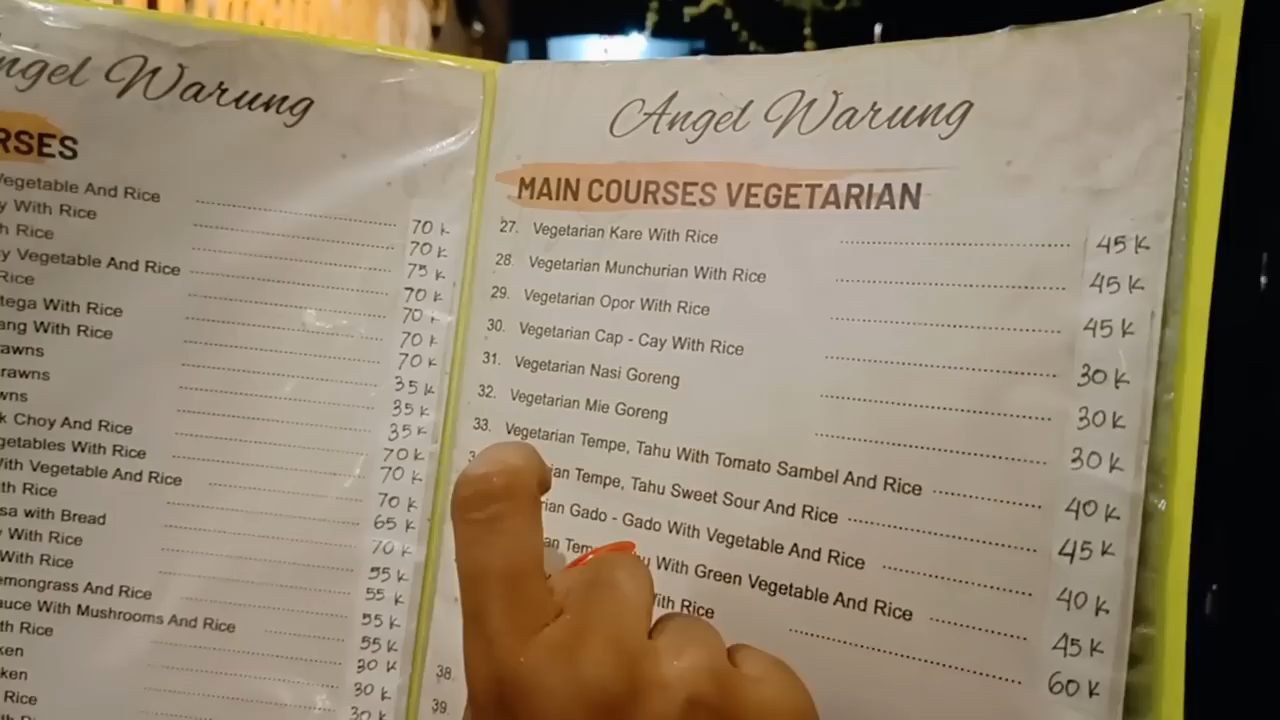 ngel Warung
RSES
Vegetable And Rice 70 k
y With Rice 70 k
h Rice 75 k
y Vegetable And Rice 70 k
Rice 70 k
tega With Rice 70 k
ang With Rice 70 k
awns 35 k
rawns 35 k
wns 35 k
k Choy And Rice 70 k
getables With Rice 70 k
With Vegetable And Rice 70 k
th Rice 65 k
sa with Bread 70 k
y With Rice 55 k
With Rice 55 k
emongrass And Rice 55 k
auce With Mushrooms And Rice 55 k
th Rice 30 k
ken 30 k
ken 30 k
Rice
Angel Warung
MAIN COURSES VEGETARIAN
27. Vegetarian Kare With Rice 45 k
28. Vegetarian Munchurian With Rice 45 k
29. Vegetarian Opor With Rice 45 k
30. Vegetarian Cap - Cay With Rice 30 k
31. Vegetarian Nasi Goreng 30 k
32. Vegetarian Mie Goreng 30 k
33. Vegetarian Tempe, Tahu With Tomato Sambel And Rice 40 k
ian Tempe, Tahu Sweet Sour And Rice 45 k
rian Gado - Gado With Vegetable And Rice 40 k
an Tem u With Green Vegetable And Rice 45 k
ith Rice 60 k
38.
39.